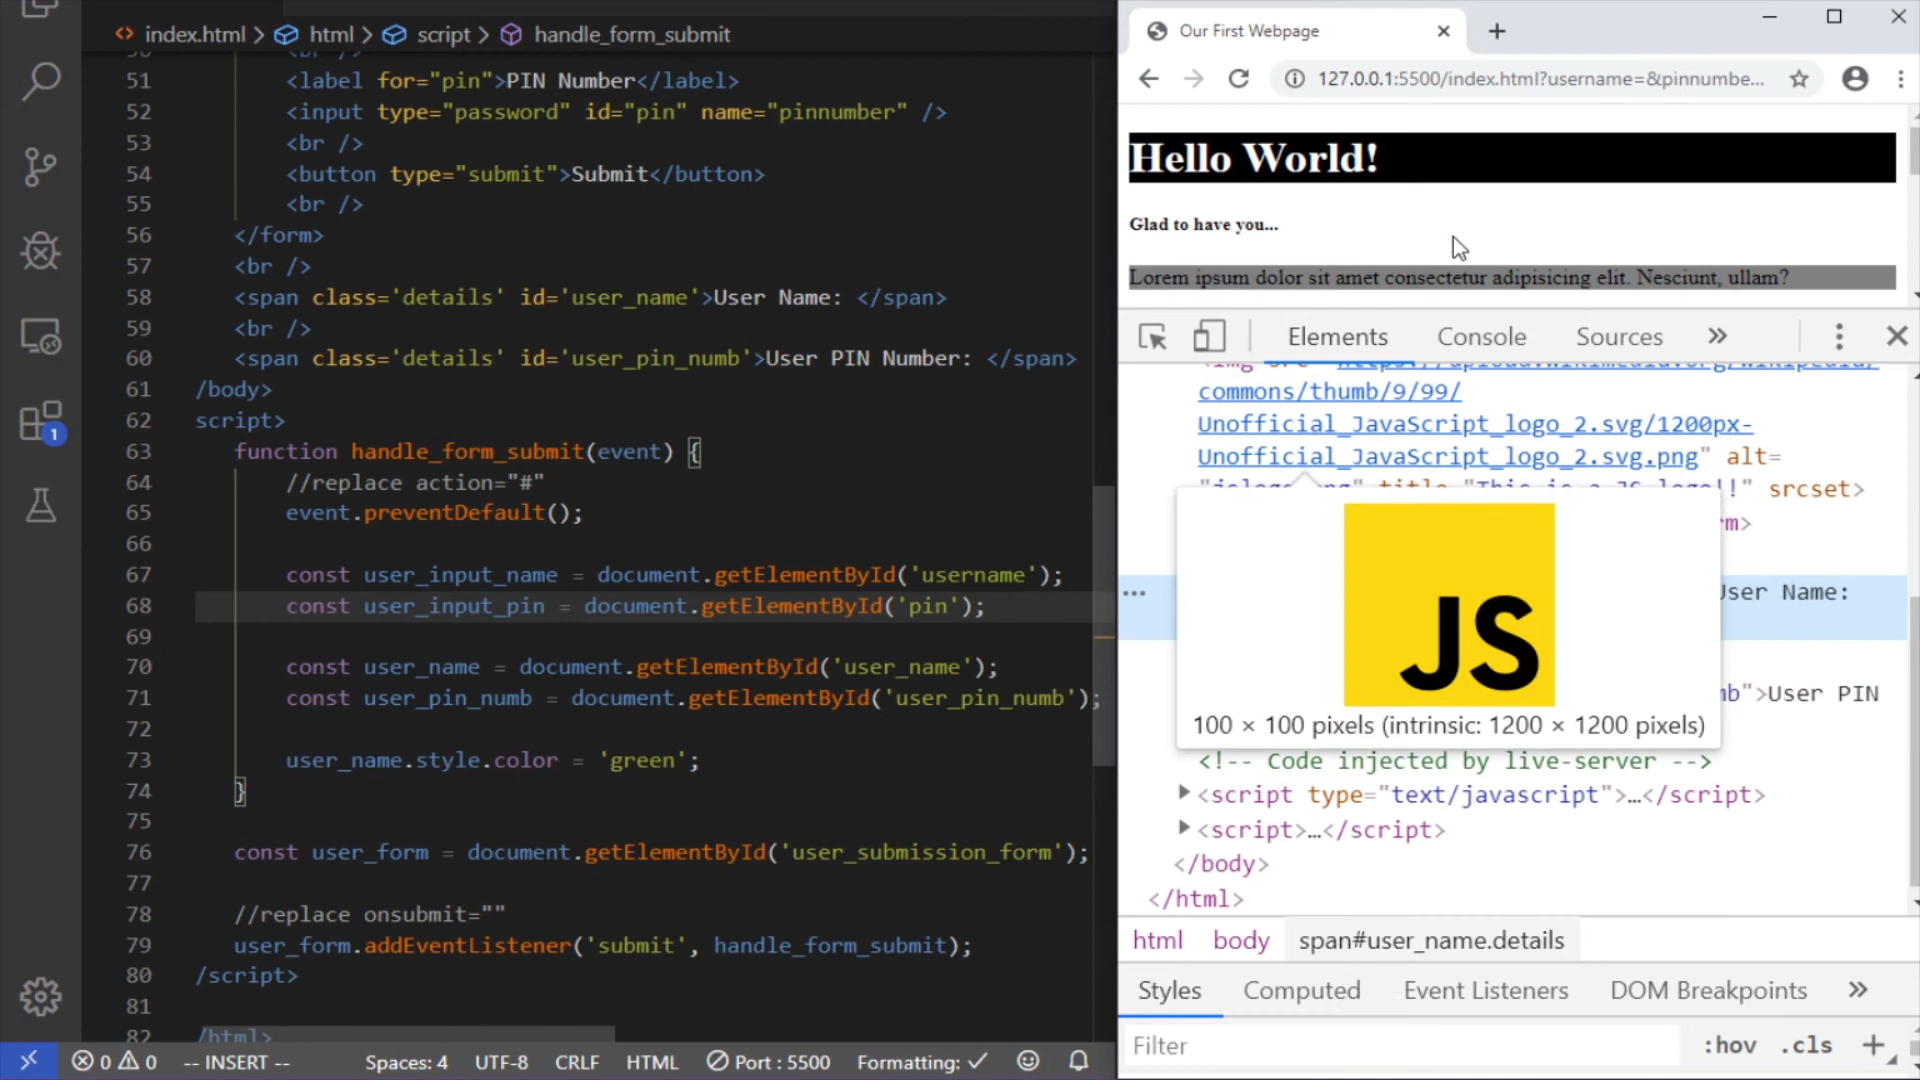 index.html > html > script > handle_form_submit
51 <label for="pin">PIN Number</label>
52 <input type="password" id="pin" name="pinnumber" />
53 <br />
54 <button type="submit">Submit</button>
55 <br />
56 </form>
57 <br />
58 <span class='details' id='user_name'>User Name: </span>
59 <br />
60 <span class='details' id='user_pin_numb'>User PIN Number: </span>
61 /body>
62 script>
63 function handle_form_submit(event) {
64 //replace action="#"
65 event.preventDefault();
66
67 const user_input_name = document.getElementById('username');
68 const user_input_pin = document.getElementById('pin');
69
70 const user_name = document.getElementById('user_name');
71 const user_pin_numb = document.getElementById('user_pin_numb');
72
73 user_name.style.color = 'green';
74 }
75
76 const user_form = document.getElementById('user_submission_form');
77
78 //replace onsubmit=""
79 user_form.addEventListener('submit', handle_form_submit);
80 /script>
81
82 /html>
1
0 0 -- INSERT -- Spaces: 4 UTF-8 CRLF HTML Port : 5500 Formatting: ✓
Our First Webpage
127.0.0.1:5500/index.html?username=&pinnumbe...
Hello World!
Glad to have you...
Lorem ipsum dolor sit amet consectetur adipisicing elit. Nesciunt, ullam?
Elements Console Sources »
commons/thumb/9/99/
Unofficial_JavaScript_logo_2.svg/1200px-
Unofficial_JavaScript_logo_2.svg.png" alt=
srcset>
rm>
User Name:
JS
mb">User PIN
100 × 100 pixels (intrinsic: 1200 × 1200 pixels)
<!-- Code injected by live-server -->
<script type="text/javascript">…</script>
<script>…</script>
</body>
</html>
html body span#user_name.details
Styles Computed Event Listeners DOM Breakpoints »
Filter :hov .cls +